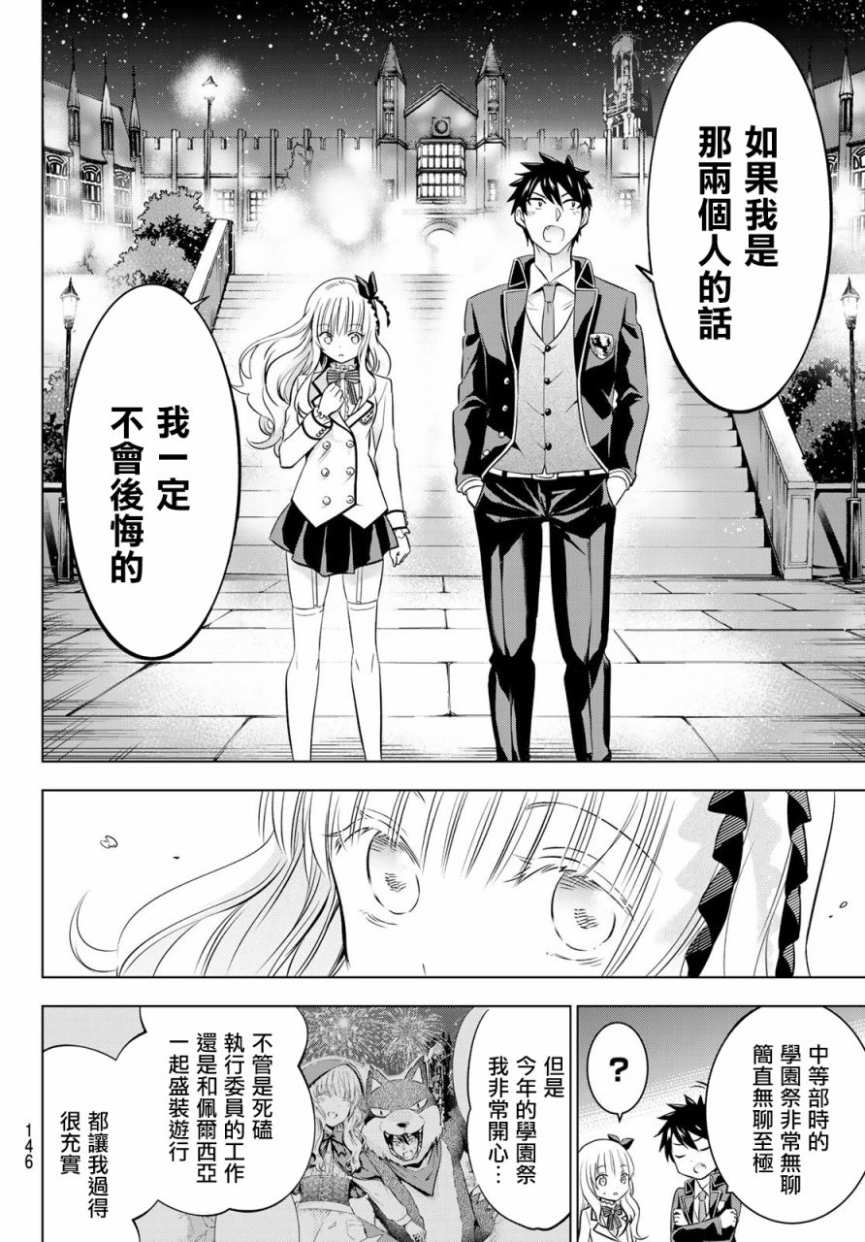 如果我是
那兩個人的話
我一定
不會後悔的
中等部時的
學園祭非常無聊
簡直無聊至極
?
但是
今年的學園祭
我非常開心…
不管是死磕
執行委員的工作
還是和佩爾西亞
一起盛裝遊行
都讓我過得
很充實
146